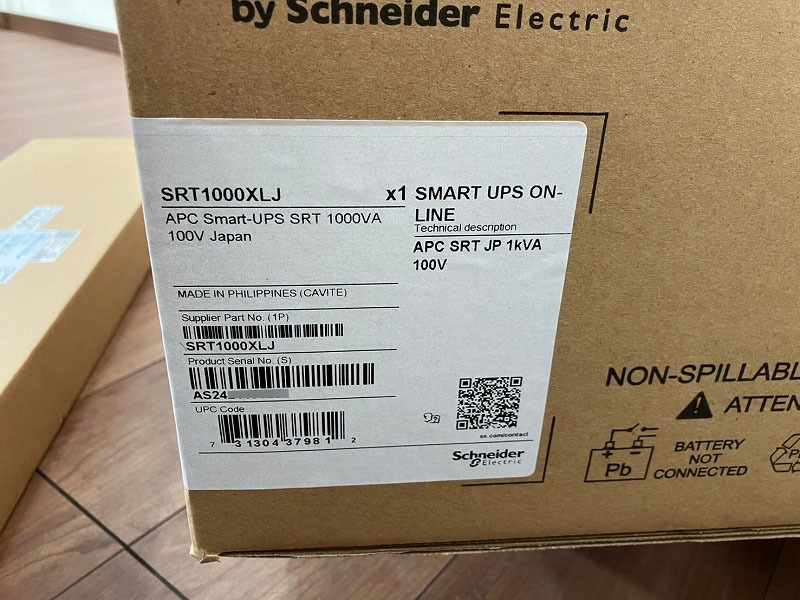 by Schneider Electric
SRT1000XLJ x1 SMART UPS ON-
LINE
APC Smart-UPS SRT 1000VA
100V Japan
Technical description
APC SRT JP 1kVA
100V
MADE IN PHILIPPINES (CAVITE)
Supplier Part No. (1P)
SRT1000XLJ
Product Serial No. (S)
AS24
UPC Code
7 31304 37981 2
se.com/contact
Schneider
Electric
NON-SPILLABL
ATTEN
Pb
BATTERY
NOT
CONNECTED